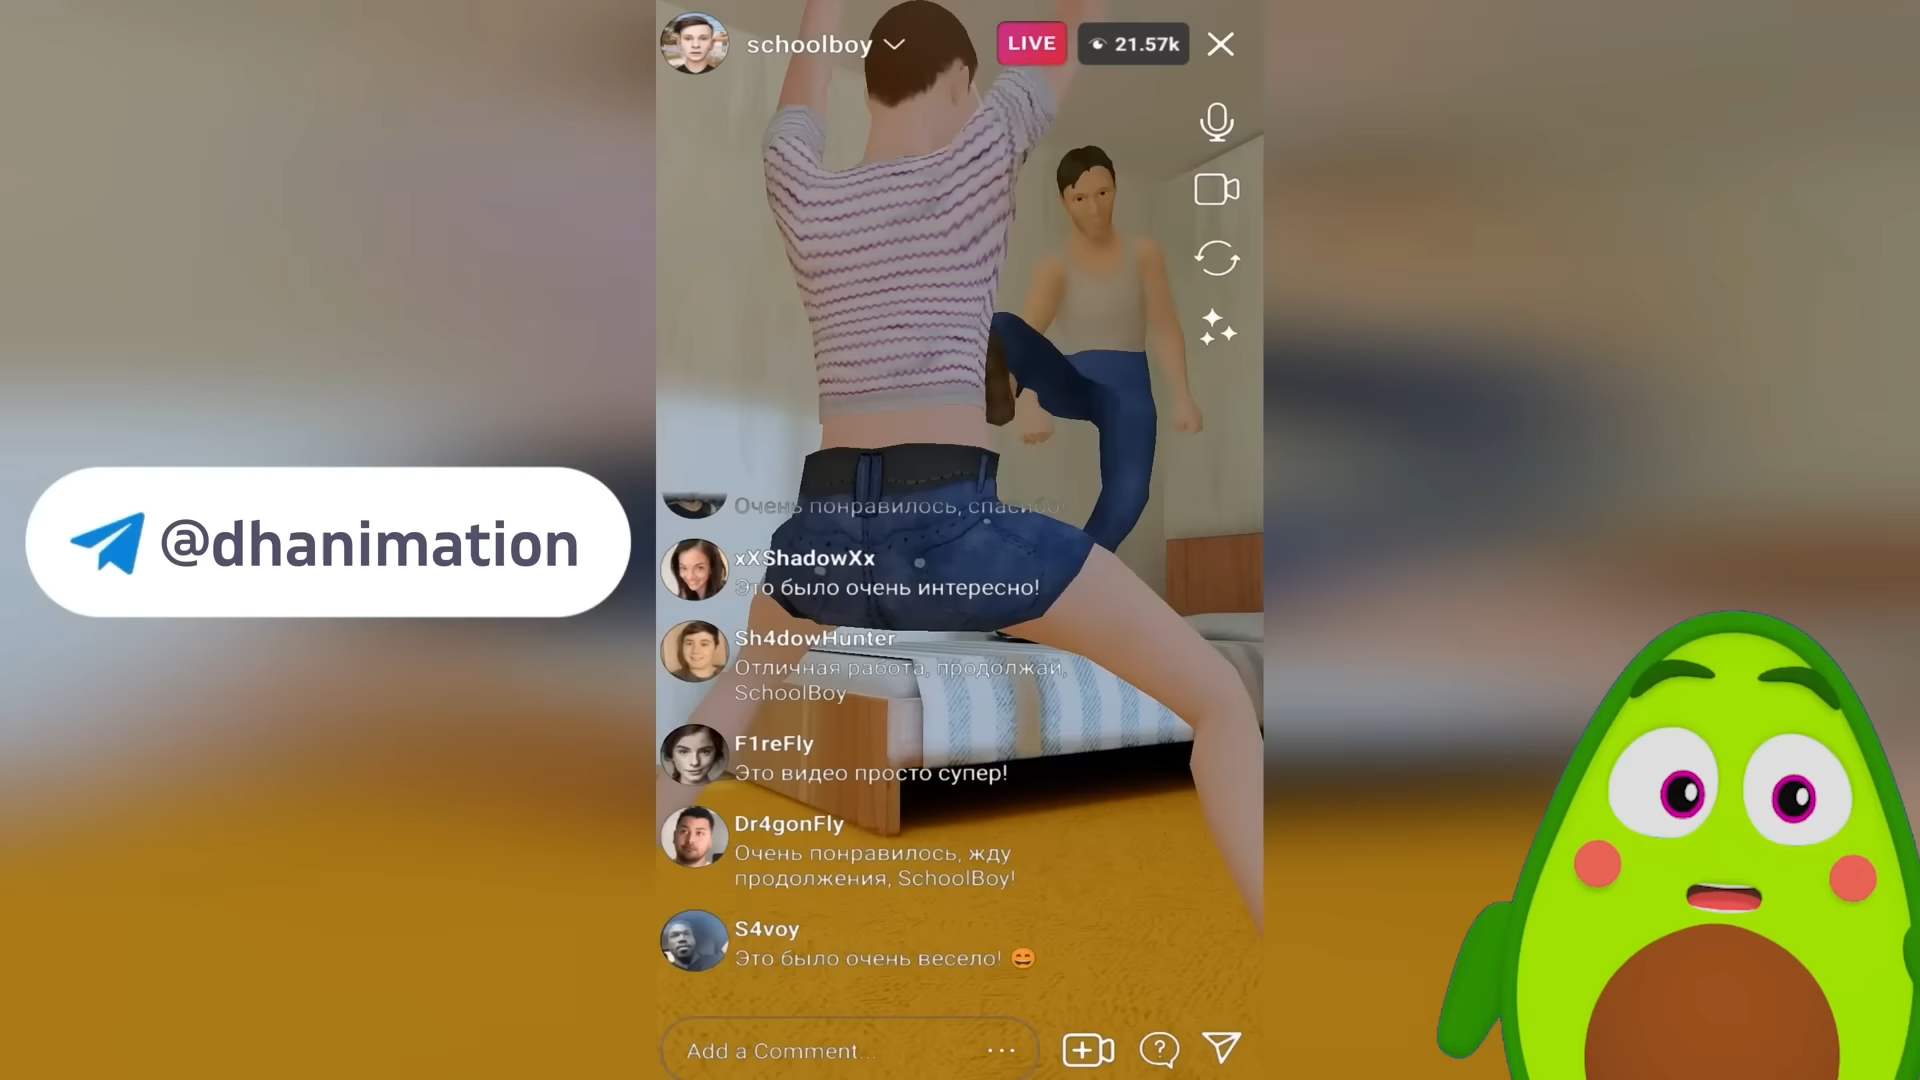 schoolboy
LIVE
21.57k
@dhanimation
Очень понравилось, спасибо
xXShadowXx
Это было очень интересно!
Sh4dowHunter
Отличная работа, продолжай,
SchoolBoy
F1reFly
Это видео просто супер!
Dr4gonFly
Очень понравилось, жду
продолжения, SchoolBoy!
S4voy
Это было очень весело! 😄
Add a Comment...